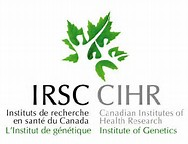 IRSC CIHR
Instituts de recherche
en santé du Canada
L'Institut de génétique
Canadian Institutes of
Health Research
Institute of Genetics